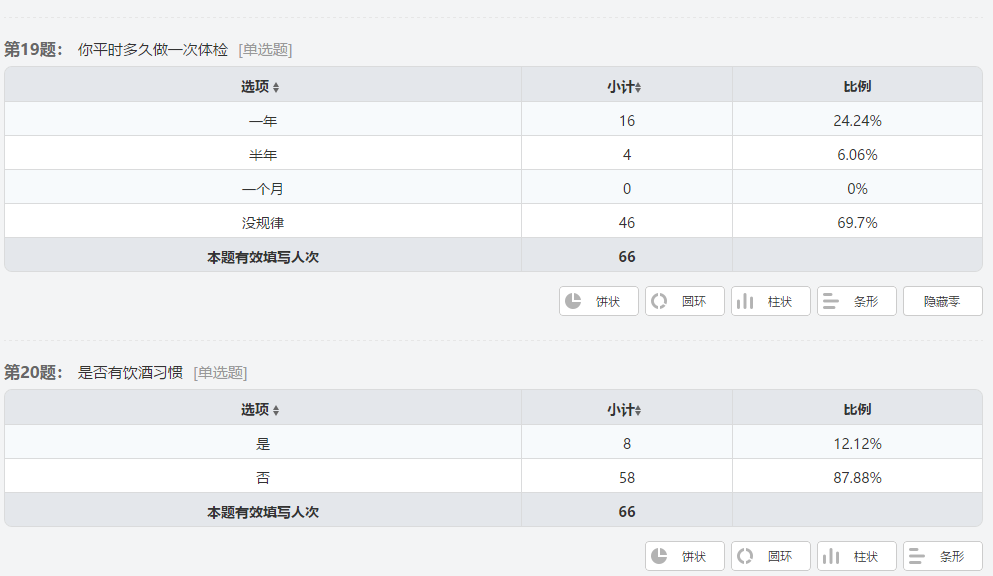 第19题： 你平时多久做一次体检 [单选题]
选项 小计 比例
一年 16 24.24%
半年 4 6.06%
一个月 0 0%
没规律 46 69.7%
本题有效填写人次 66
饼状 圆环 柱状 条形 隐藏零
第20题： 是否有饮酒习惯 [单选题]
选项 小计 比例
是 8 12.12%
否 58 87.88%
本题有效填写人次 66
饼状 圆环 柱状 条形